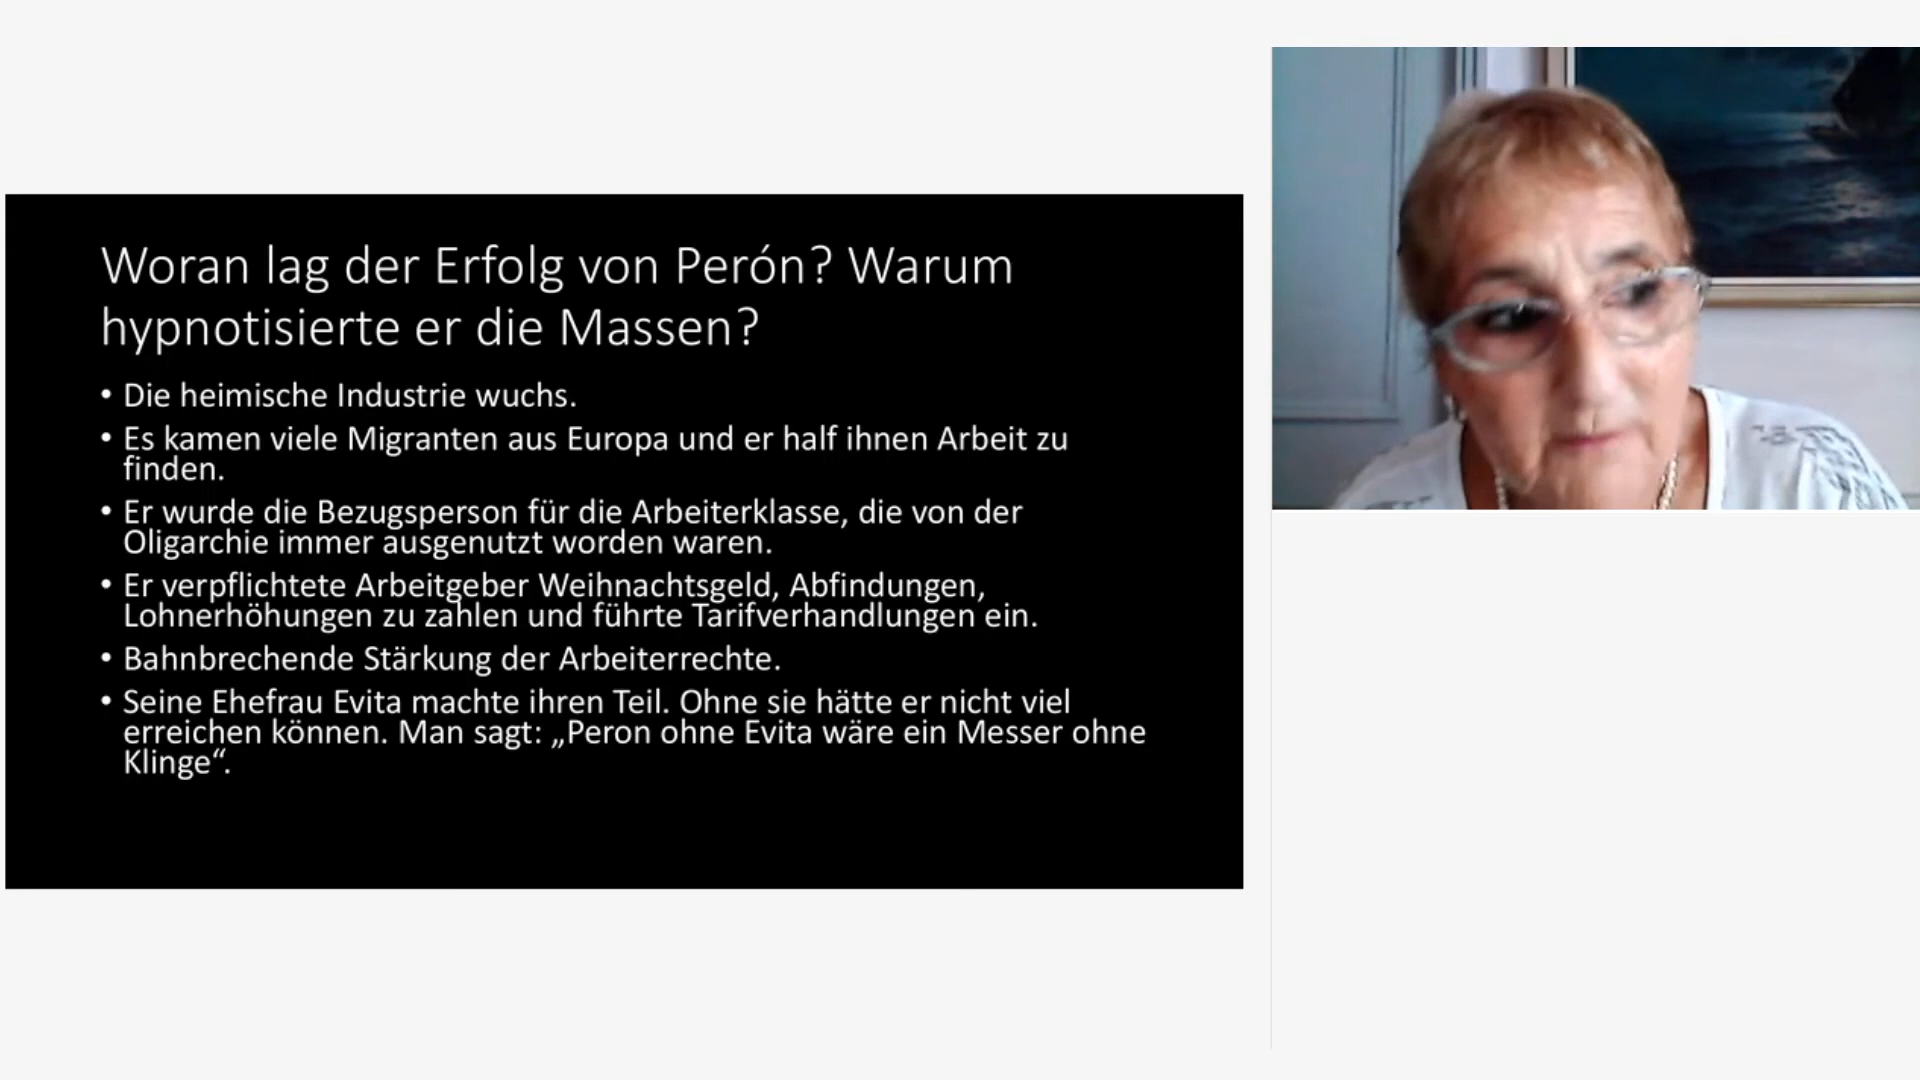 Woran lag der Erfolg von Perón? Warum
hypnotisierte er die Massen?
• Die heimische Industrie wuchs.
• Es kamen viele Migranten aus Europa und er half ihnen Arbeit zu
finden.
• Er wurde die Bezugsperson für die Arbeiterklasse, die von der
Oligarchie immer ausgenutzt worden waren.
• Er verpflichtete Arbeitgeber Weihnachtsgeld, Abfindungen,
Lohnerhöhungen zu zahlen und führte Tarifverhandlungen ein.
• Bahnbrechende Stärkung der Arbeiterrechte.
• Seine Ehefrau Evita machte ihren Teil. Ohne sie hätte er nicht viel
erreichen können. Man sagt: „Peron ohne Evita wäre ein Messer ohne
Klinge“.